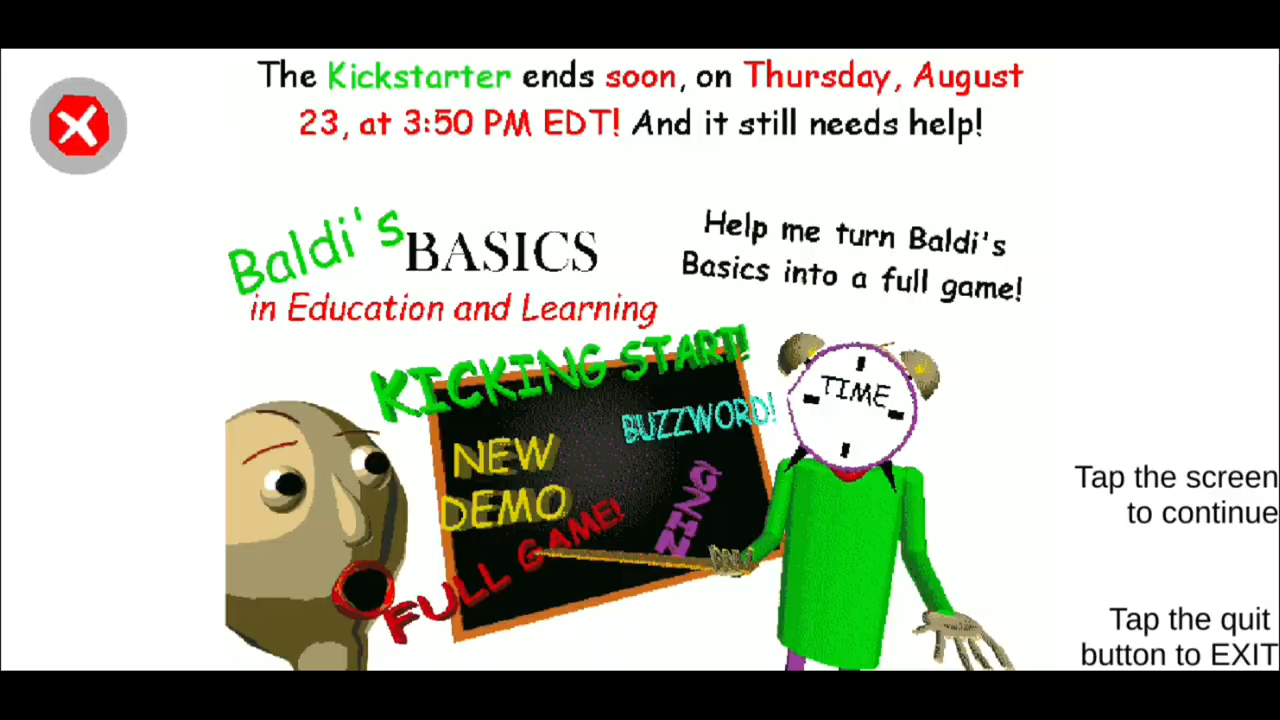 The Kickstarter ends soon, on Thursday, August
23, at 3:50 PM EDT! And it still needs help!
Baldi's
BASICS
in Education and Learning
Help me turn Baldi's
Basics into a full game!
KICKING START!
BUZZWORD!
NEW
DEMO
ZING!
FULL GAME!
TIME
Tap the screen
to continue
Tap the quit
button to EXIT